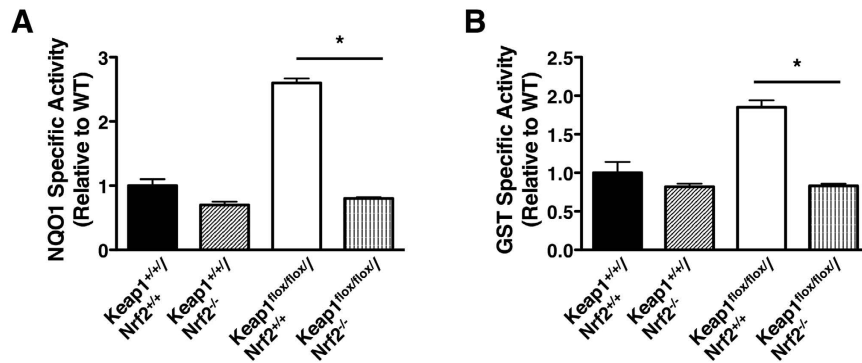 A
NQO1 Specific Activity
(Relative to WT)
3
2
1
0
*
Keap1+/+/
Nrf2+/+
Keap1+/+/
Nrf2-/-
Keap1flox/flox/
Nrf2+/+
Keap1flox/flox/
Nrf2-/-
B
GST Specific Activity
(Relative to WT)
2.5
2.0
1.5
1.0
0.5
0.0
*
Keap1+/+/
Nrf2+/+
Keap1+/+/
Nrf2-/-
Keap1flox/flox/
Nrf2+/+
Keap1flox/flox/
Nrf2-/-